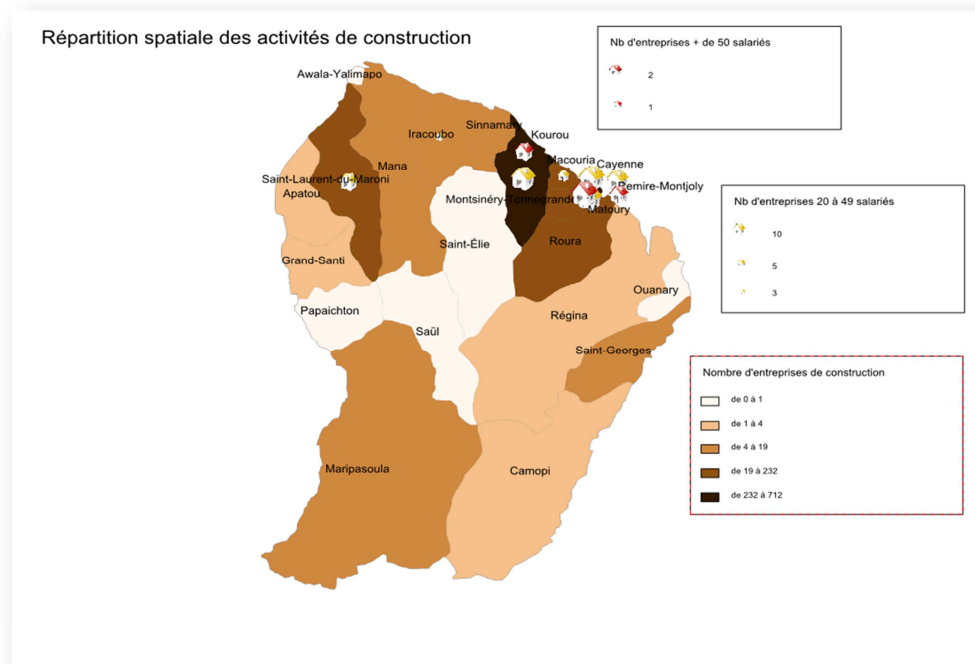 Répartition spatiale des activités de construction
Nb d'entreprises + de 50 salariés
2
1
Awala-Yalimapo
Sinnamary
Iracoubo
Kourou
Macouria
Cayenne
Mana
Saint-Laurent-du-Maroni
Apatou
Remire-Montjoly
Montsinéry-Tonnegrande
Matoury
Saint-Élie
Roura
Grand-Santi
Ouanary
Papaichton
Régina
Saül
Saint-Georges
Maripasoula
Camopi
Nb d'entreprises 20 à 49 salariés
10
5
3
Nombre d'entreprises de construction
de 0 à 1
de 1 à 4
de 4 à 19
de 19 à 232
de 232 à 712